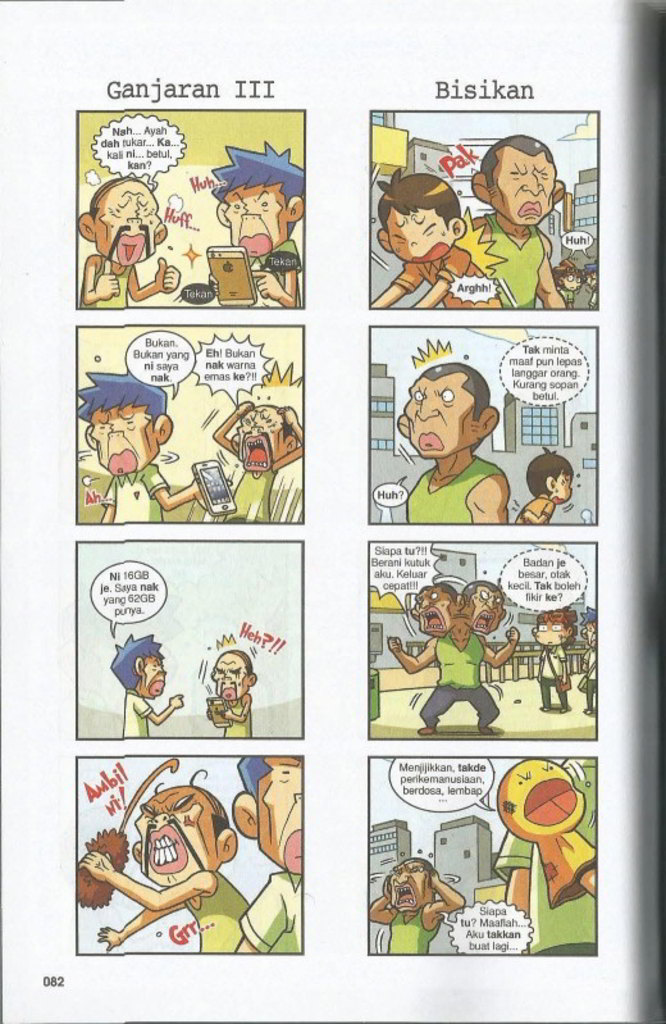 Ganjaran III
Nah... Ayah
dah tukar... Ka...
kali ni... betul,
kan?
Huh...
Huff...
Tekan
Tekan
Bukan.
Bukan yang
ni saya
nak.
Eh! Bukan
nak warna
emas ke?!!
Ah...
Ni 16GB
je. Saya nak
yang 62GB
punya.
Heh?!!
Ambil
ni!
Grr...
Bisikan
Pak
Huh!
Arghh!
Tak minta
maaf pun lepas
langgar orang.
Kurang sopan
betul.
Huh?
Siapa tu?!!
Berani kutuk
aku. Keluar
cepat!!!
Badan je
besar, otak
kecil. Tak boleh
fikir ke?
Menjijikkan, takde
perikemanusiaan,
berdosa, lembap
...
Siapa
tu? Maaflah...
Aku takkan
buat lagi...
082